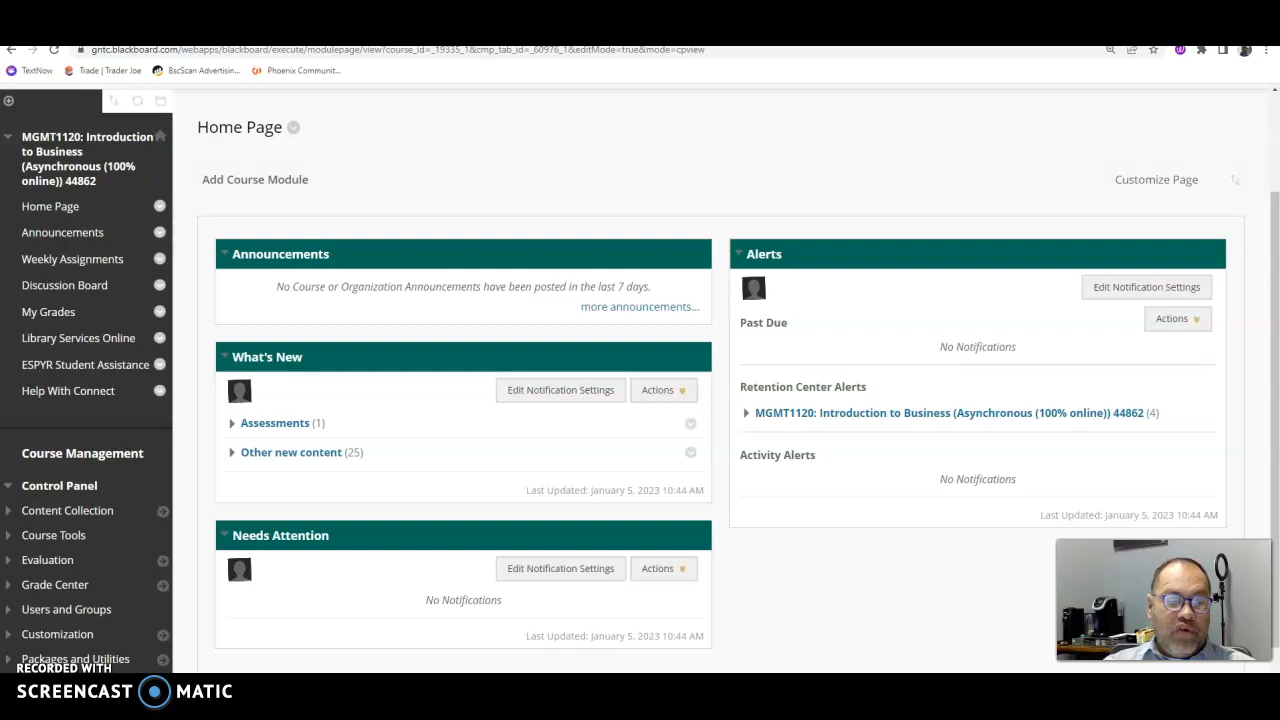 gntc.blackboard.com/webapps/blackboard/execute/modulepage/view?course_id=_19335_1&cmp_tab_id=_60976_1&editMode=true&mode=cpview
TextNow
Trade | Trader Joe
BscScan Advertisin...
Phoenix Communit...
MGMT1120: Introduction
to Business
(Asynchronous (100%
online)) 44862
Home Page
Announcements
Weekly Assignments
Discussion Board
My Grades
Library Services Online
ESPYR Student Assistance
Help With Connect
Course Management
Control Panel
Content Collection
Course Tools
Evaluation
Grade Center
Users and Groups
Customization
Packages and Utilities
Home Page
Add Course Module
Customize Page
Announcements
No Course or Organization Announcements have been posted in the last 7 days.
more announcements...
What's New
Edit Notification Settings
Actions
Assessments (1)
Other new content (25)
Last Updated: January 5, 2023 10:44 AM
Needs Attention
Edit Notification Settings
Actions
No Notifications
Last Updated: January 5, 2023 10:44 AM
Alerts
Edit Notification Settings
Past Due
Actions
No Notifications
Retention Center Alerts
MGMT1120: Introduction to Business (Asynchronous (100% online)) 44862 (4)
Activity Alerts
No Notifications
Last Updated: January 5, 2023 10:44 AM
RECORDED WITH
SCREENCAST MATIC